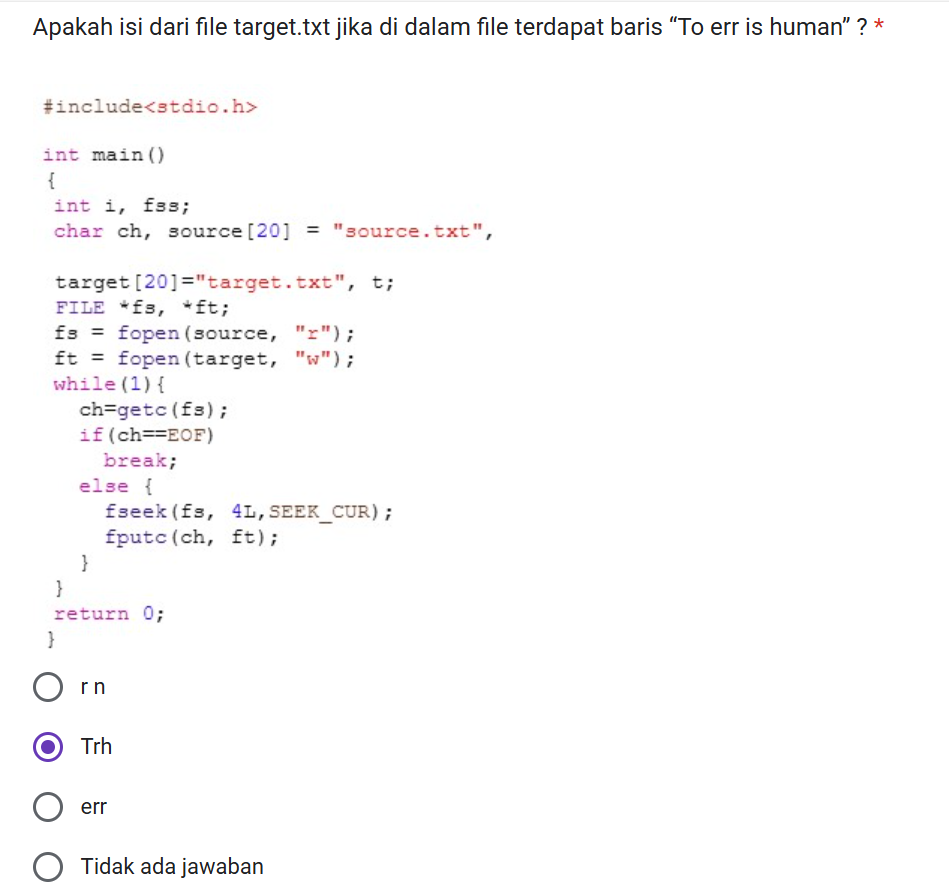 Apakah isi dari file target.txt jika di dalam file terdapat baris “To err is human” ? *
#include<stdio.h>
int main()
{
int i, fss;
char ch, source[20] = "source.txt",
target[20]="target.txt", t;
FILE *fs, *ft;
fs = fopen(source, "r");
ft = fopen(target, "w");
while(1){
ch=getc(fs);
if(ch==EOF)
break;
else {
fseek(fs, 4L,SEEK_CUR);
fputc(ch, ft);
}
}
return 0;
}
r n
Trh
err
Tidak ada jawaban